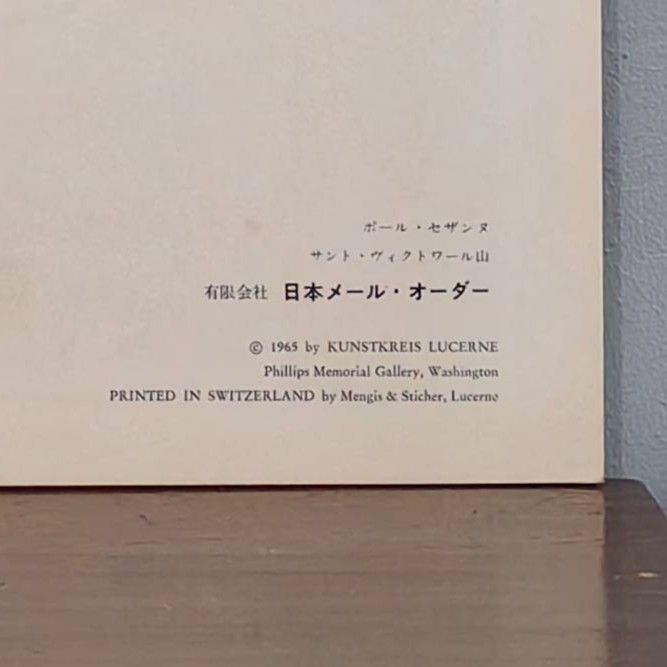 ポール・セザンヌ
サント・ヴィクトワール山
有限会社 日本メール・オーダー
© 1965 by KUNSTKREIS LUCERNE
Phillips Memorial Gallery, Washington
PRINTED IN SWITZERLAND by Mengis & Sticher, Lucerne